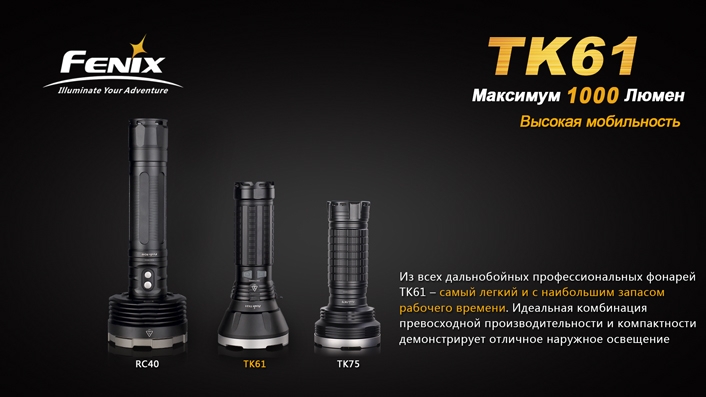 FENIX
Illuminate Your Adventure
TK61
Максимум 1000 Люмен
Высокая мобильность
Из всех дальнобойных профессиональных фонарей
TK61 – самый легкий и с наибольшим запасом
рабочего времени. Идеальная комбинация
превосходной производительности и компактности
демонстрирует отличное наружное освещение
RC40
TK61
TK75